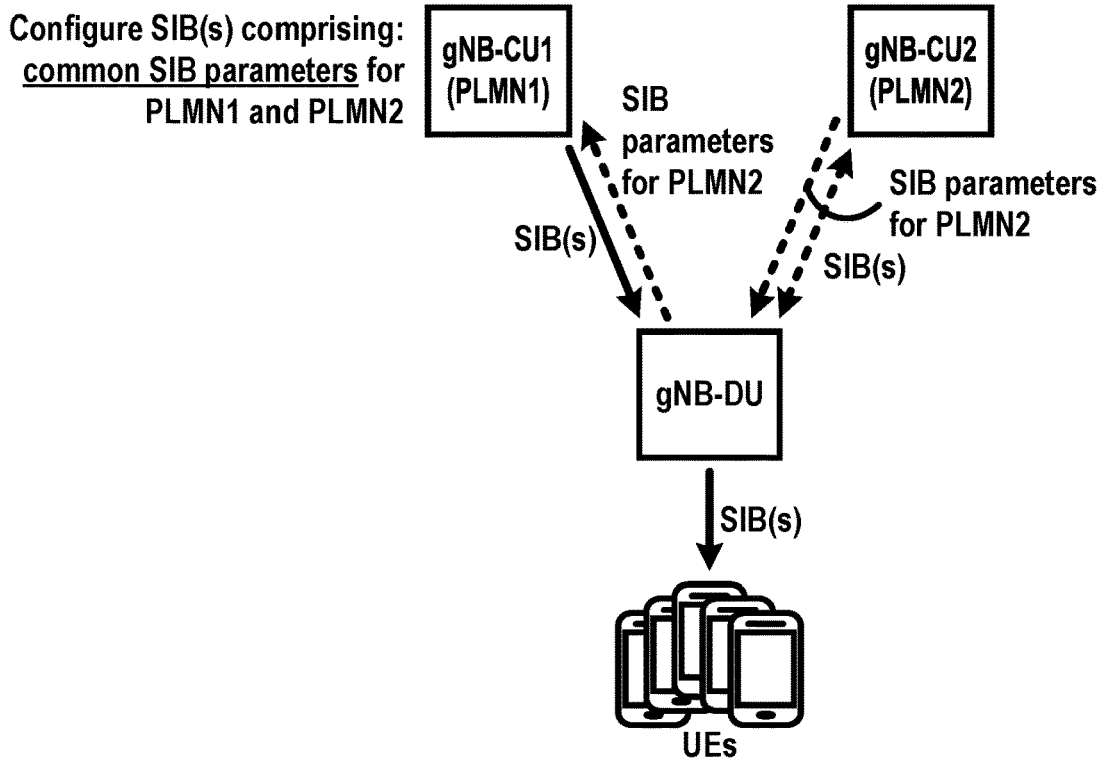 Configure SIB(s) comprising:
common SIB parameters for
PLMN1 and PLMN2
gNB-CU1
(PLMN1)
gNB-CU2
(PLMN2)
SIB
parameters
for PLMN2
SIB parameters
for PLMN2
SIB(s)
SIB(s)
gNB-DU
SIB(s)
UEs